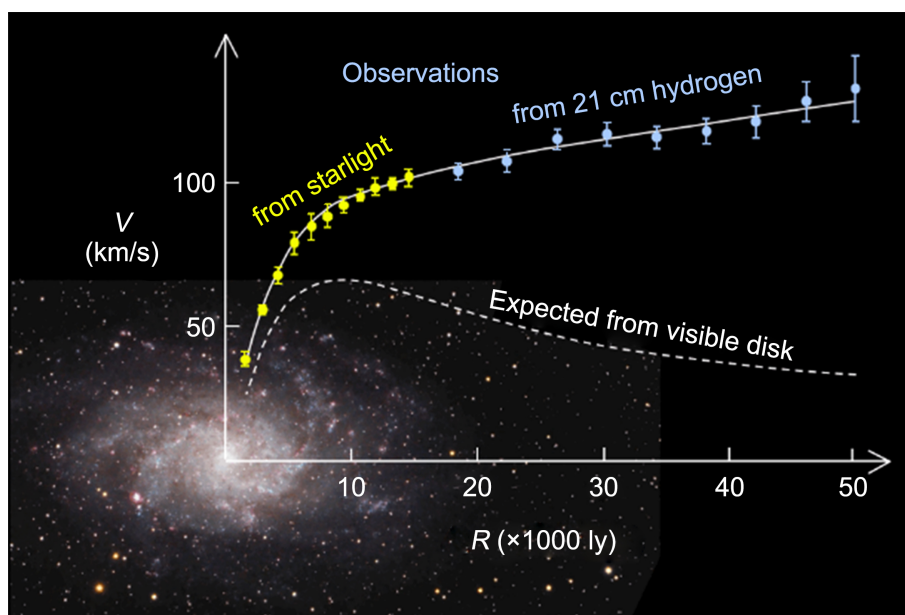 Observations
from 21 cm hydrogen
from starlight
100
V
(km/s)
50
Expected from visible disk
10
20
30
40
50
R (×1000 ly)